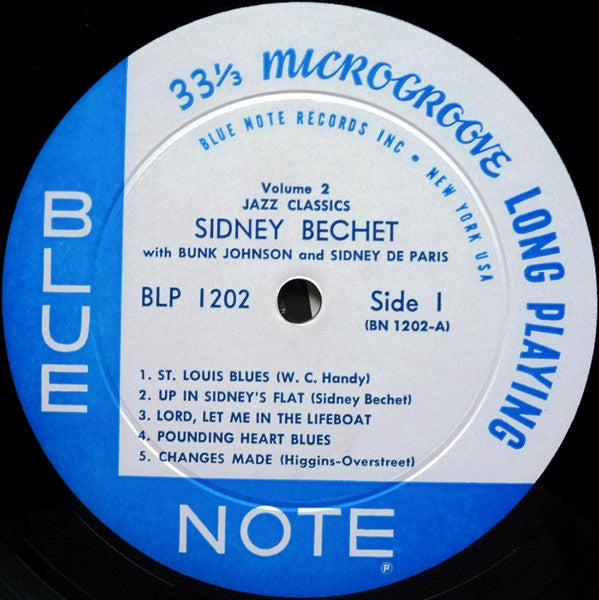 33⅓ MICROGROOVE LONG PLAYING
BLUE NOTE RECORDS INC • NEW YORK USA
Volume 2
JAZZ CLASSICS
SIDNEY BECHET
with BUNK JOHNSON and SIDNEY DE PARIS
BLP 1202
Side 1
(BN 1202-A)
1. ST. LOUIS BLUES (W. C. Handy)
2. UP IN SIDNEY'S FLAT (Sidney Bechet)
3. LORD, LET ME IN THE LIFEBOAT
4. POUNDING HEART BLUES
5. CHANGES MADE (Higgins-Overstreet)
BLUE
NOTE
®